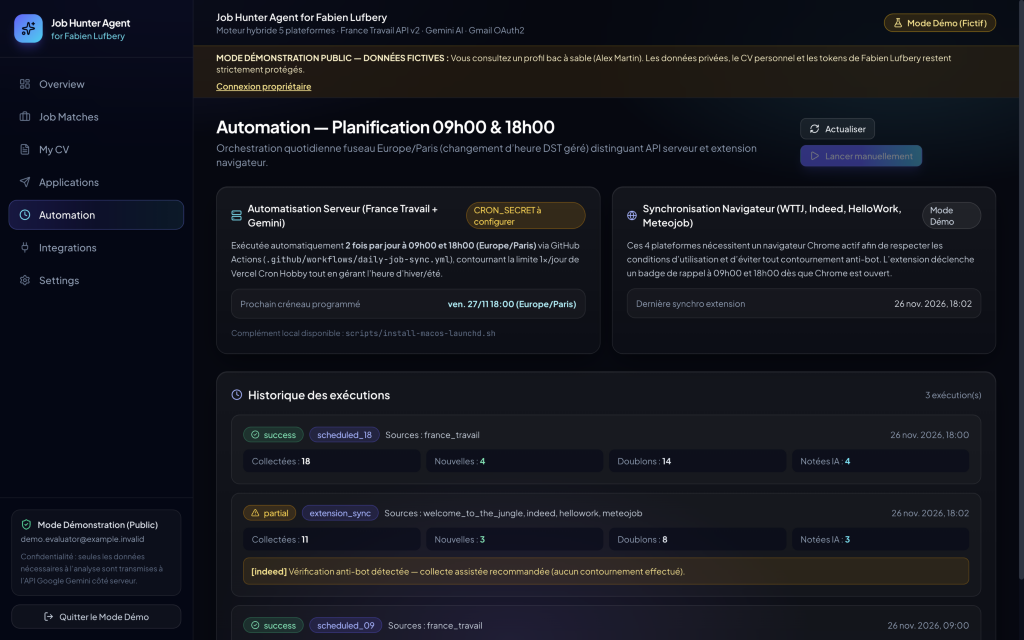 Job Hunter Agent
for Fabien Lufbery
Overview
Job Matches
My CV
Applications
Automation
Integrations
Settings
Mode Démonstration (Public)
demo.evaluator@example.invalid
Confidentialité : seules les données
nécessaires à l'analyse sont transmises à
l'API Google Gemini côté serveur.
Quitter le Mode Démo
Job Hunter Agent for Fabien Lufbery
Moteur hybride 5 plateformes · France Travail API v2 · Gemini AI · Gmail OAuth2
Mode Démo (Fictif)
MODE DÉMONSTRATION PUBLIC — DONNÉES FICTIVES : Vous consultez un profil bac à sable (Alex Martin). Les données privées, le CV personnel et les tokens de Fabien Lufbery restent
strictement protégés.
Connexion propriétaire
Automation — Planification 09h00 & 18h00
Orchestration quotidienne fuseau Europe/Paris (changement d'heure DST géré) distinguant API serveur et extension
navigateur.
Actualiser
Lancer manuellement
Automatisation Serveur (France Travail +
Gemini)
CRON_SECRET à
configurer
Exécutée automatiquement 2 fois par jour à 09h00 et 18h00 (Europe/Paris) via GitHub
Actions (.github/workflows/daily-job-sync.yml), contournant la limite 1×/jour de
Vercel Cron Hobby tout en gérant l'heure d'hiver/été.
Prochain créneau programmé
ven. 27/11 18:00 (Europe/Paris)
Complément local disponible : scripts/install-macos-launchd.sh
Synchronisation Navigateur (WTTJ, Indeed, HelloWork,
Meteojob)
Mode
Démo
Ces 4 plateformes nécessitent un navigateur Chrome actif afin de respecter les
conditions d'utilisation et d'éviter tout contournement anti-bot. L'extension déclenche
un badge de rappel à 09h00 et 18h00 dès que Chrome est ouvert.
Dernière synchro extension
26 nov. 2026, 18:02
Historique des exécutions
3 exécution(s)
success
scheduled_18
Sources : france_travail
26 nov. 2026, 18:00
Collectées : 18
Nouvelles : 4
Doublons : 14
Notées IA : 4
partial
extension_sync
Sources : welcome_to_the_jungle, indeed, hellowork, meteojob
26 nov. 2026, 18:02
Collectées : 11
Nouvelles : 3
Doublons : 8
Notées IA : 3
[indeed] Vérification anti-bot détectée — collecte assistée recommandée (aucun contournement effectué).
success
scheduled_09
Sources : france_travail
26 nov. 2026, 09:00